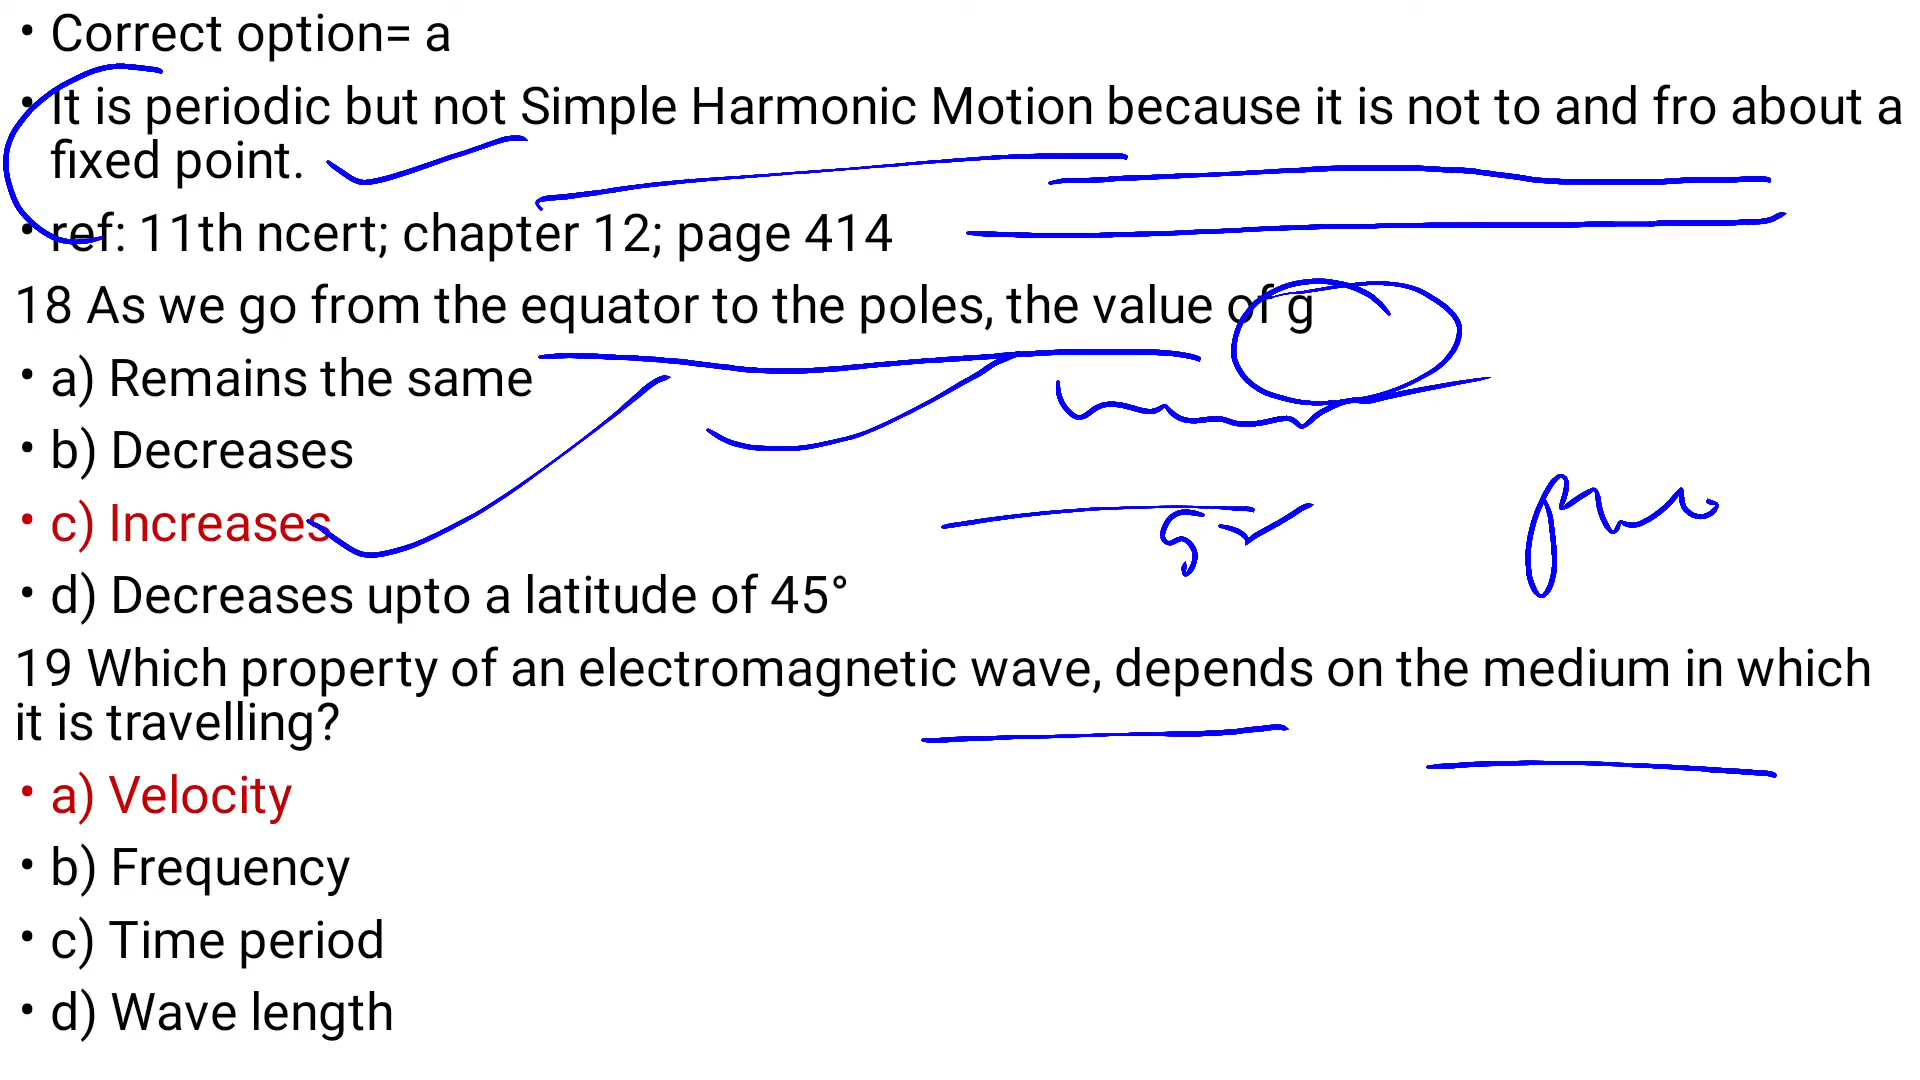 • Correct option= a
• It is periodic but not Simple Harmonic Motion because it is not to and fro about a
fixed point.
• ref: 11th ncert; chapter 12; page 414
18 As we go from the equator to the poles, the value of g
• a) Remains the same
• b) Decreases
• c) Increases
• d) Decreases upto a latitude of 45°
19 Which property of an electromagnetic wave, depends on the medium in which
it is travelling?
• a) Velocity
• b) Frequency
• c) Time period
• d) Wave length